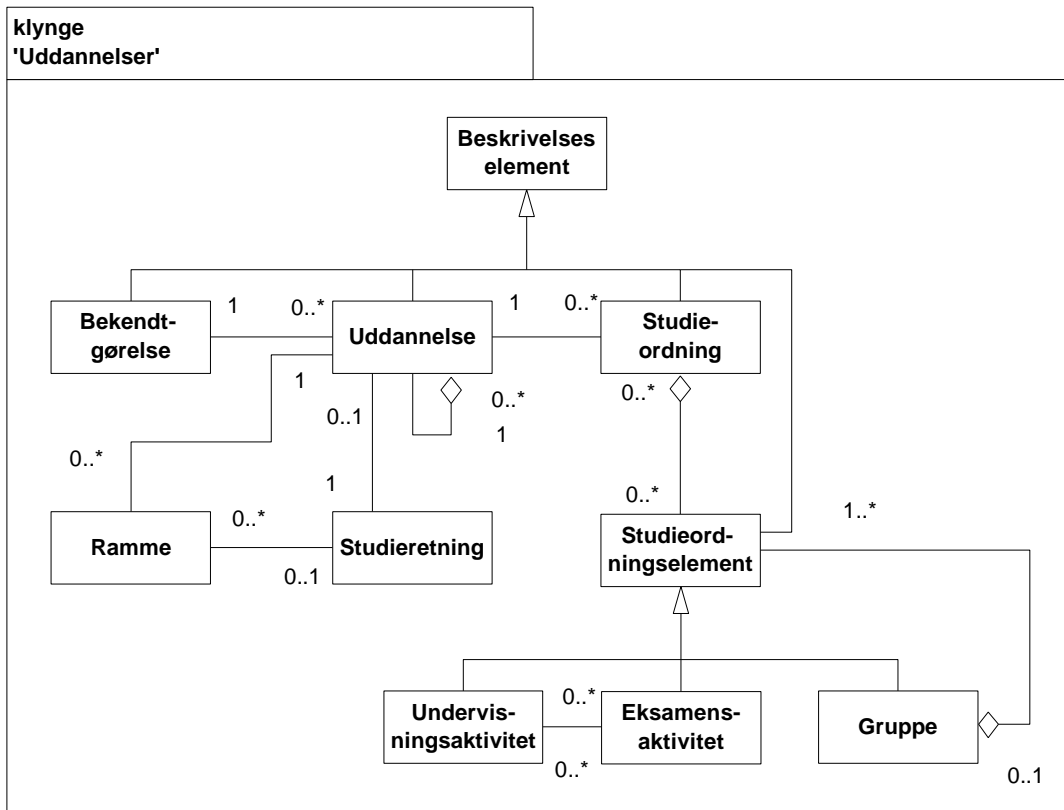 klynge
'Uddannelser'
Beskrivelses
element
Bekendt-
gørelse
1
0..*
Uddannelse
1
0..*
Studie-
ordning
1
0..1
0..*
1
0..*
0..*
1
0..*
0..*
1..*
Ramme
0..1
Studieretning
Studieord-
ningselement
Undervis-
ningsaktivitet
0..*
0..*
Eksamens-
aktivitet
Gruppe
0..1